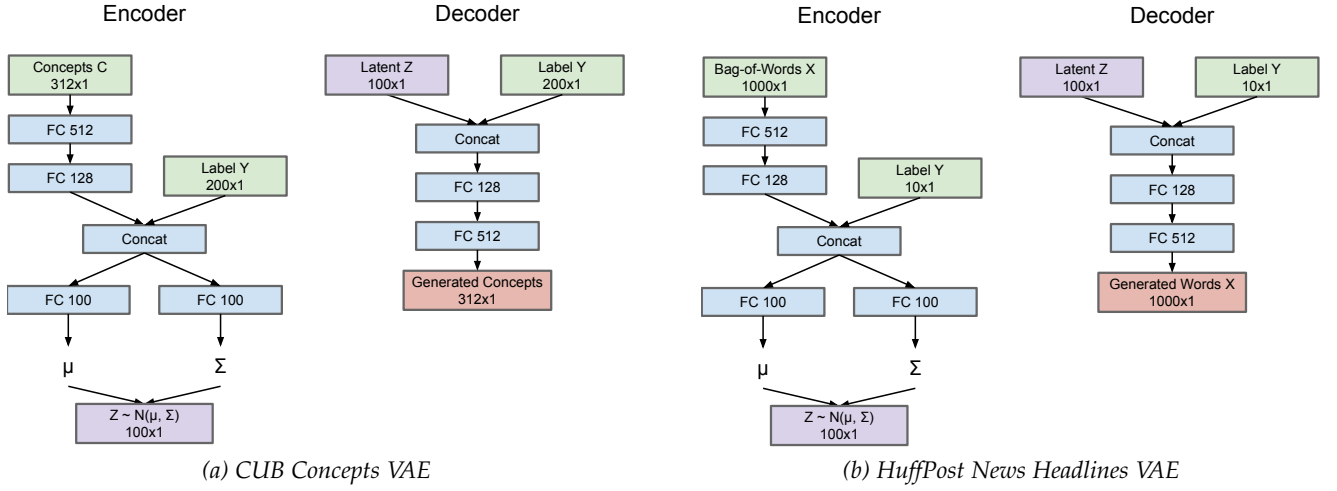 Encoder
Decoder
Concepts C
312x1
FC 512
FC 128
Label Y
200x1
Concat
FC 100
FC 100
μ
Σ
Z ~ N(μ, Σ)
100x1
Latent Z
100x1
Label Y
200x1
Concat
FC 128
FC 512
Generated Concepts
312x1
(a) CUB Concepts VAE
Encoder
Decoder
Bag-of-Words X
1000x1
FC 512
FC 128
Label Y
10x1
Concat
FC 100
FC 100
μ
Σ
Z ~ N(μ, Σ)
100x1
Latent Z
100x1
Label Y
10x1
Concat
FC 128
FC 512
Generated Words X
1000x1
(b) HuffPost News Headlines VAE